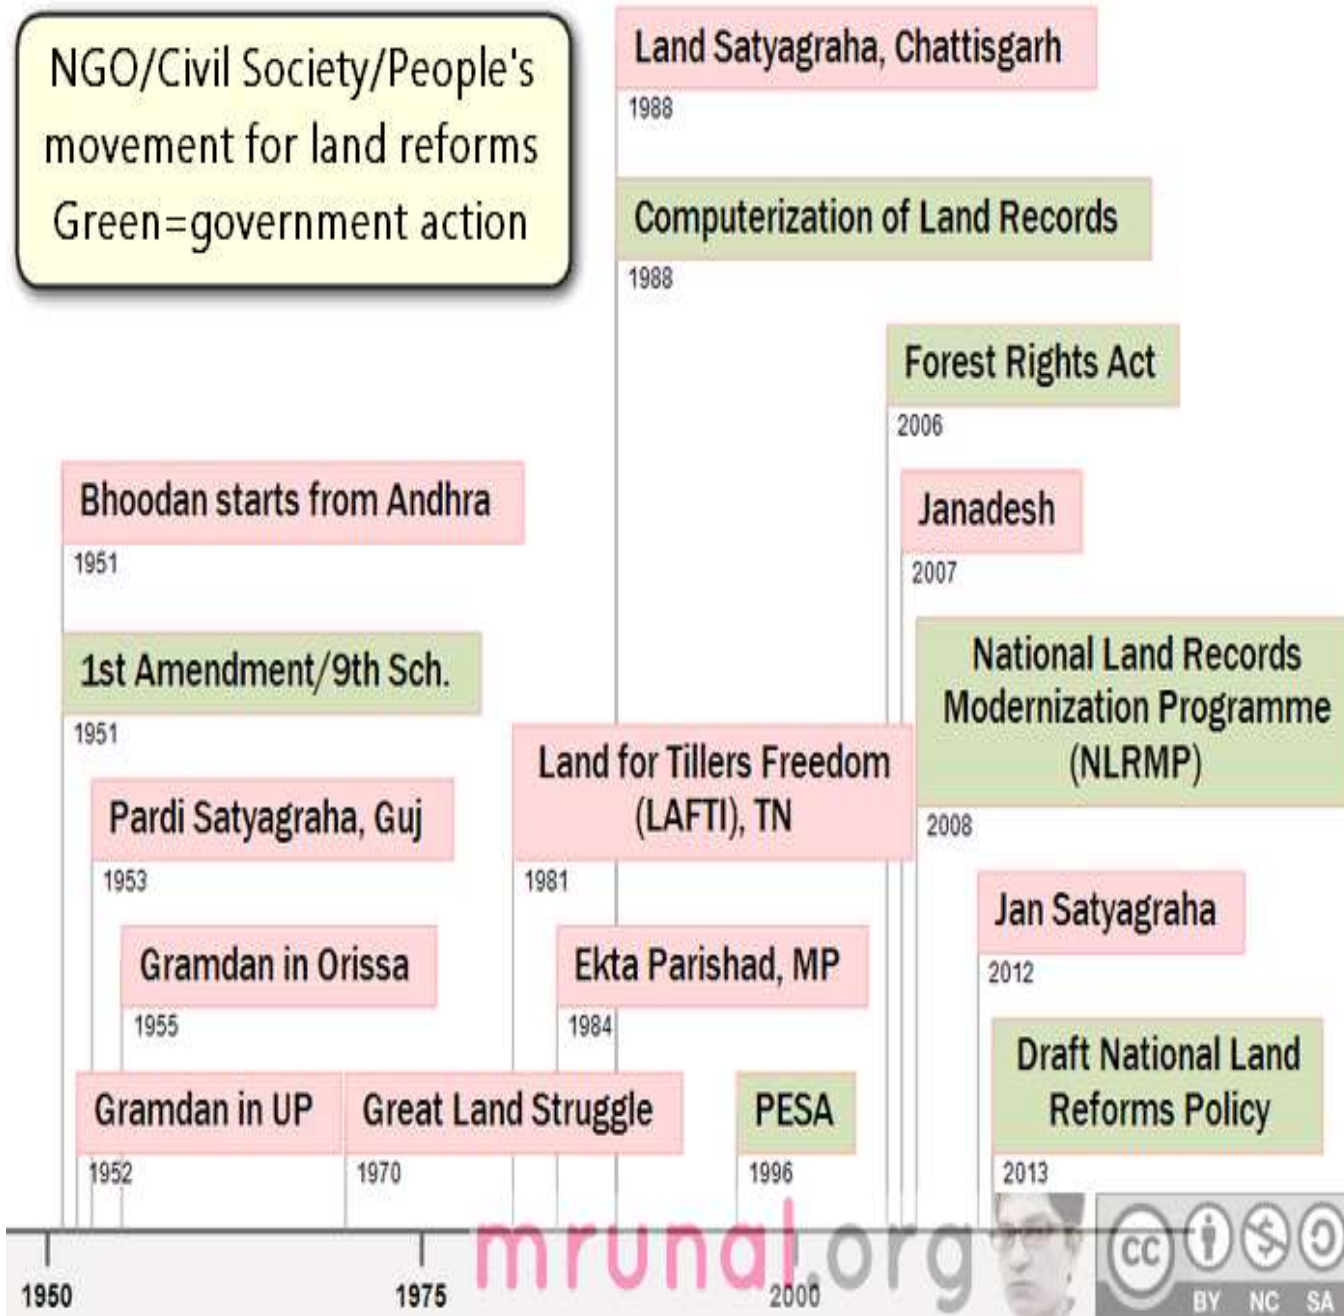 NGO/Civil Society/People's
movement for land reforms
Green=government action
Land Satyagraha, Chattisgarh
1988
Computerization of Land Records
1988
Forest Rights Act
2006
Bhoodan starts from Andhra
1951
Janadesh
2007
1st Amendment/9th Sch.
1951
National Land Records
Modernization Programme
(NLRMP)
2008
Land for Tillers Freedom
(LAFTI), TN
1981
Pardi Satyagraha, Guj
1953
Jan Satyagraha
2012
Gramdan in Orissa
1955
Ekta Parishad, MP
1984
Draft National Land
Reforms Policy
2013
Gramdan in UP
1952
Great Land Struggle
1970
PESA
1996
mrunal.org
cc
BY NC SA
1950
1975
2000